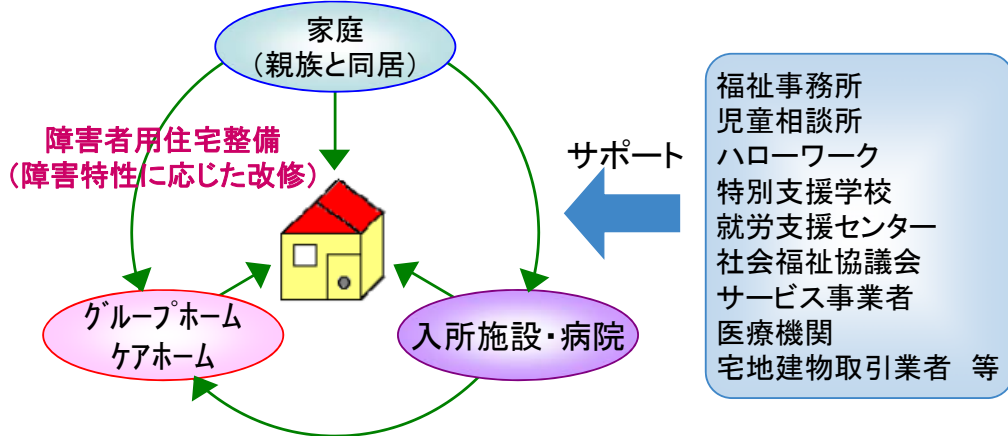 家庭
（親族と同居）
障害者用住宅整備
（障害特性に応じた改修）
グループホーム
ケアホーム
入所施設・病院
サポート
福祉事務所
児童相談所
ハローワーク
特別支援学校
就労支援センター
社会福祉協議会
サービス事業者
医療機関
宅地建物取引業者　等